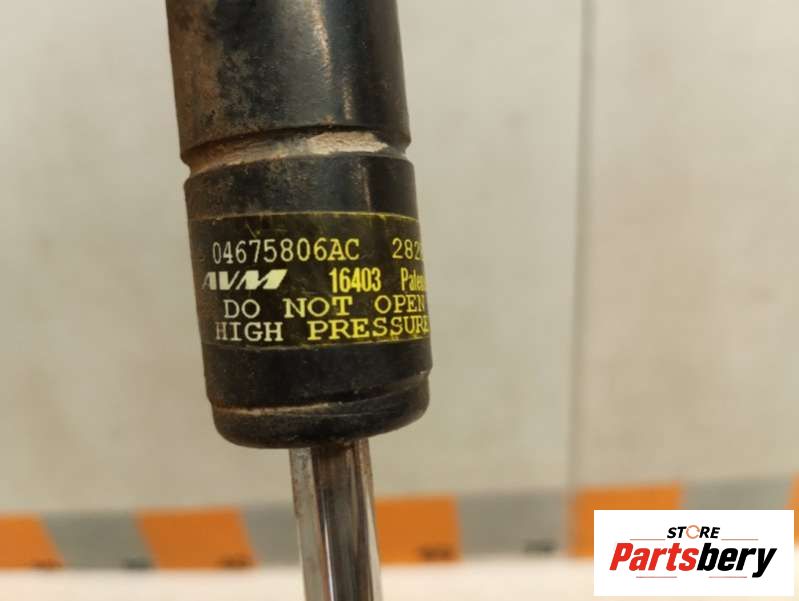 04675806AC
AVM 16403
DO NOT OPEN
HIGH PRESSURE
STORE
Partsbery